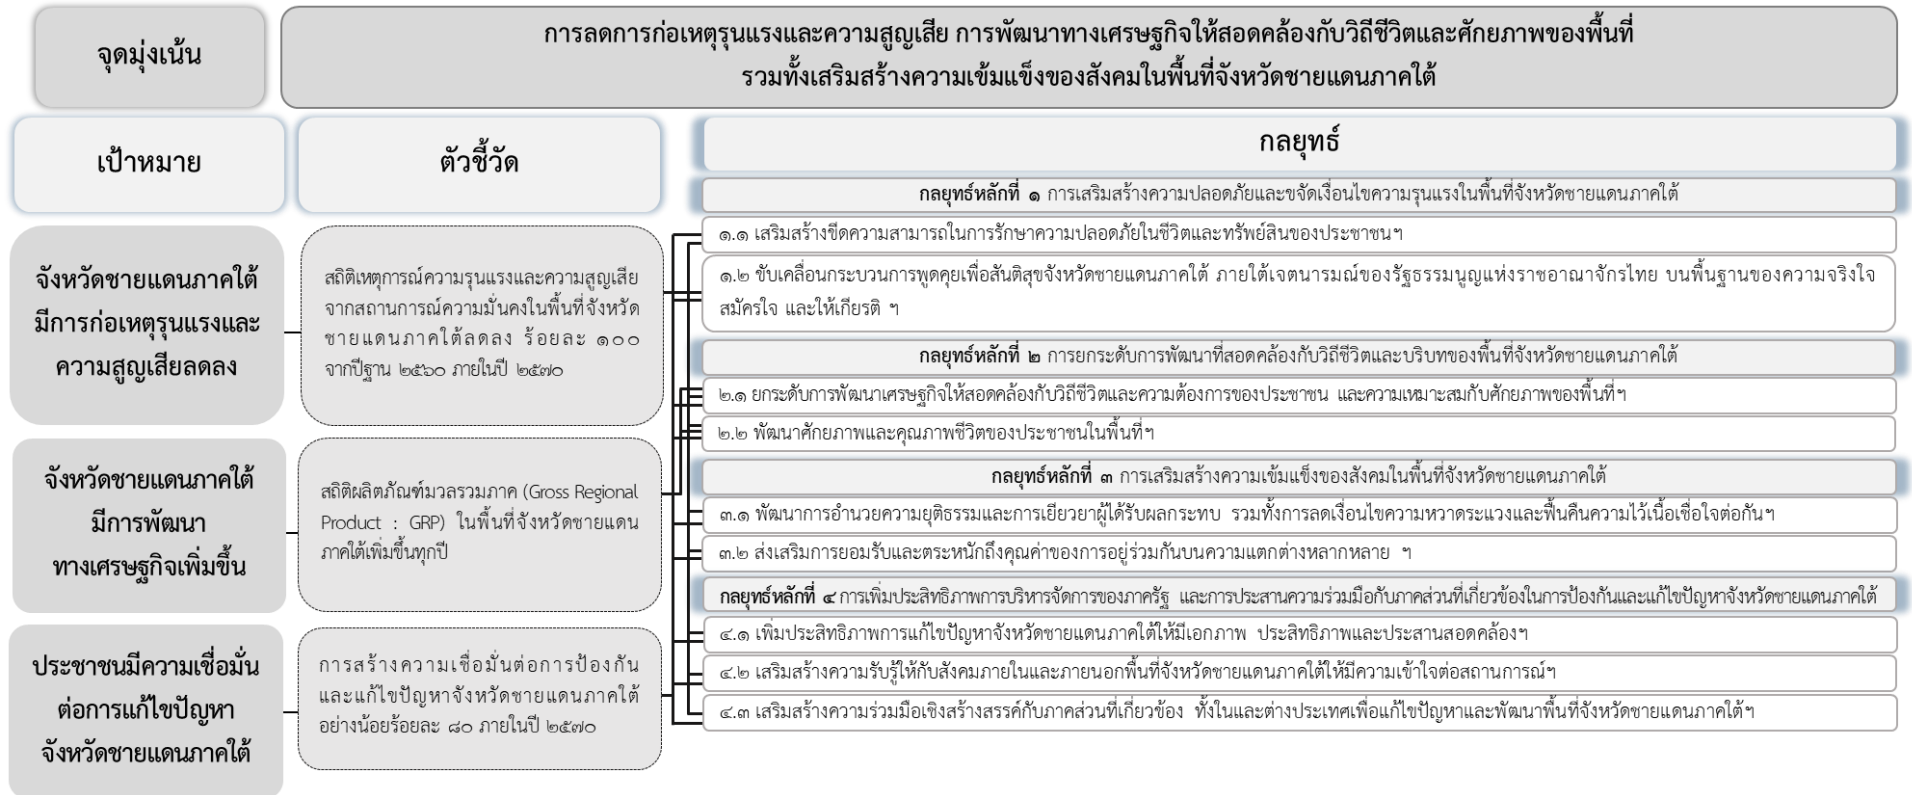 จุดมุ่งเน้น
การลดการก่อเหตุรุนแรงและความสูญเสีย การพัฒนาทางเศรษฐกิจให้สอดคล้องกับวิถีชีวิตและศักยภาพของพื้นที่
รวมทั้งเสริมสร้างความเข้มแข็งของสังคมในพื้นที่จังหวัดชายแดนภาคใต้
เป้าหมาย
ตัวชี้วัด
กลยุทธ์
จังหวัดชายแดนภาคใต้
มีการก่อเหตุรุนแรงและ
ความสูญเสียลดลง
สถิติเหตุการณ์ความรุนแรงและความสูญเสีย
จากสถานการณ์ความมั่นคงในพื้นที่จังหวัด
ชายแดนภาคใต้ลดลง ร้อยละ ๑๐๐
จากปีฐาน ๒๕๖๐ ภายในปี ๒๕๗๐
จังหวัดชายแดนภาคใต้
มีการพัฒนา
ทางเศรษฐกิจเพิ่มขึ้น
สถิติผลิตภัณฑ์มวลรวมภาค (Gross Regional
Product : GRP) ในพื้นที่จังหวัดชายแดน
ภาคใต้เพิ่มขึ้นทุกปี
ประชาชนมีความเชื่อมั่น
ต่อการแก้ไขปัญหา
จังหวัดชายแดนภาคใต้
การสร้างความเชื่อมั่นต่อการป้องกัน
และแก้ไขปัญหาจังหวัดชายแดนภาคใต้
อย่างน้อยร้อยละ ๘๐ ภายในปี ๒๕๗๐
กลยุทธ์หลักที่ ๑ การเสริมสร้างความปลอดภัยและขจัดเงื่อนไขความรุนแรงในพื้นที่จังหวัดชายแดนภาคใต้
๑.๑ เสริมสร้างขีดความสามารถในการรักษาความปลอดภัยในชีวิตและทรัพย์สินของประชาชนฯ
๑.๒ ขับเคลื่อนกระบวนการพูดคุยเพื่อสันติสุขจังหวัดชายแดนภาคใต้ ภายใต้เจตนารมณ์ของรัฐธรรมนูญแห่งราชอาณาจักรไทย บนพื้นฐานของความจริงใจ
สมัครใจ และให้เกียรติ ฯ
กลยุทธ์หลักที่ ๒ การยกระดับการพัฒนาที่สอดคล้องกับวิถีชีวิตและบริบทของพื้นที่จังหวัดชายแดนภาคใต้
๒.๑ ยกระดับการพัฒนาเศรษฐกิจให้สอดคล้องกับวิถีชีวิตและความต้องการของประชาชน และความเหมาะสมกับศักยภาพของพื้นที่ฯ
๒.๒ พัฒนาศักยภาพและคุณภาพชีวิตของประชาชนในพื้นที่ฯ
กลยุทธ์หลักที่ ๓ การเสริมสร้างความเข้มแข็งของสังคมในพื้นที่จังหวัดชายแดนภาคใต้
๓.๑ พัฒนาการอำนวยความยุติธรรมและการเยียวยาผู้ได้รับผลกระทบ รวมทั้งการลดเงื่อนไขความหวาดระแวงและฟื้นคืนความไว้เนื้อเชื่อใจต่อกันฯ
๓.๒ ส่งเสริมการยอมรับและตระหนักถึงคุณค่าของการอยู่ร่วมกันบนความแตกต่างหลากหลาย ฯ
กลยุทธ์หลักที่ ๔ การเพิ่มประสิทธิภาพการบริหารจัดการของภาครัฐ และการประสานความร่วมมือกับภาคส่วนที่เกี่ยวข้องในการป้องกันและแก้ไขปัญหาจังหวัดชายแดนภาคใต้
๔.๑ เพิ่มประสิทธิภาพการแก้ไขปัญหาจังหวัดชายแดนภาคใต้ให้มีเอกภาพ ประสิทธิภาพและประสานสอดคล้องฯ
๔.๒ เสริมสร้างความรับรู้ให้กับสังคมภายในและภายนอกพื้นที่จังหวัดชายแดนภาคใต้ให้มีความเข้าใจต่อสถานการณ์ฯ
๔.๓ เสริมสร้างความร่วมมือเชิงสร้างสรรค์กับภาคส่วนที่เกี่ยวข้อง ทั้งในและต่างประเทศเพื่อแก้ไขปัญหาและพัฒนาพื้นที่จังหวัดชายแดนภาคใต้ฯ